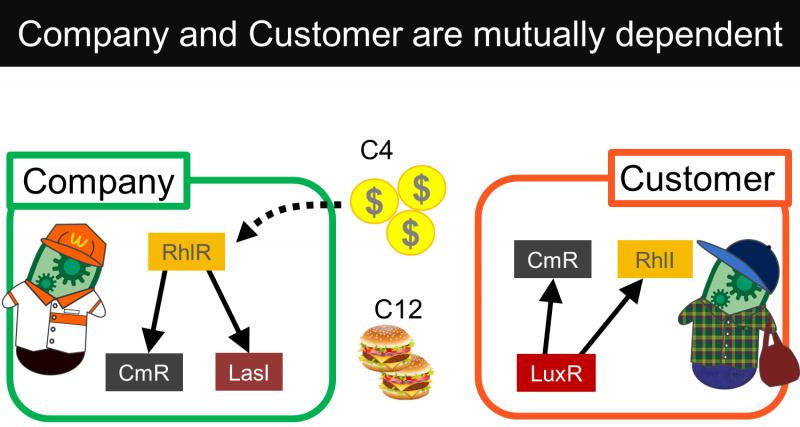 Company and Customer are mutually dependent
C4
Company
Customer
$
$
$
RhlR
CmR
RhlI
C12
CmR
LasI
LuxR